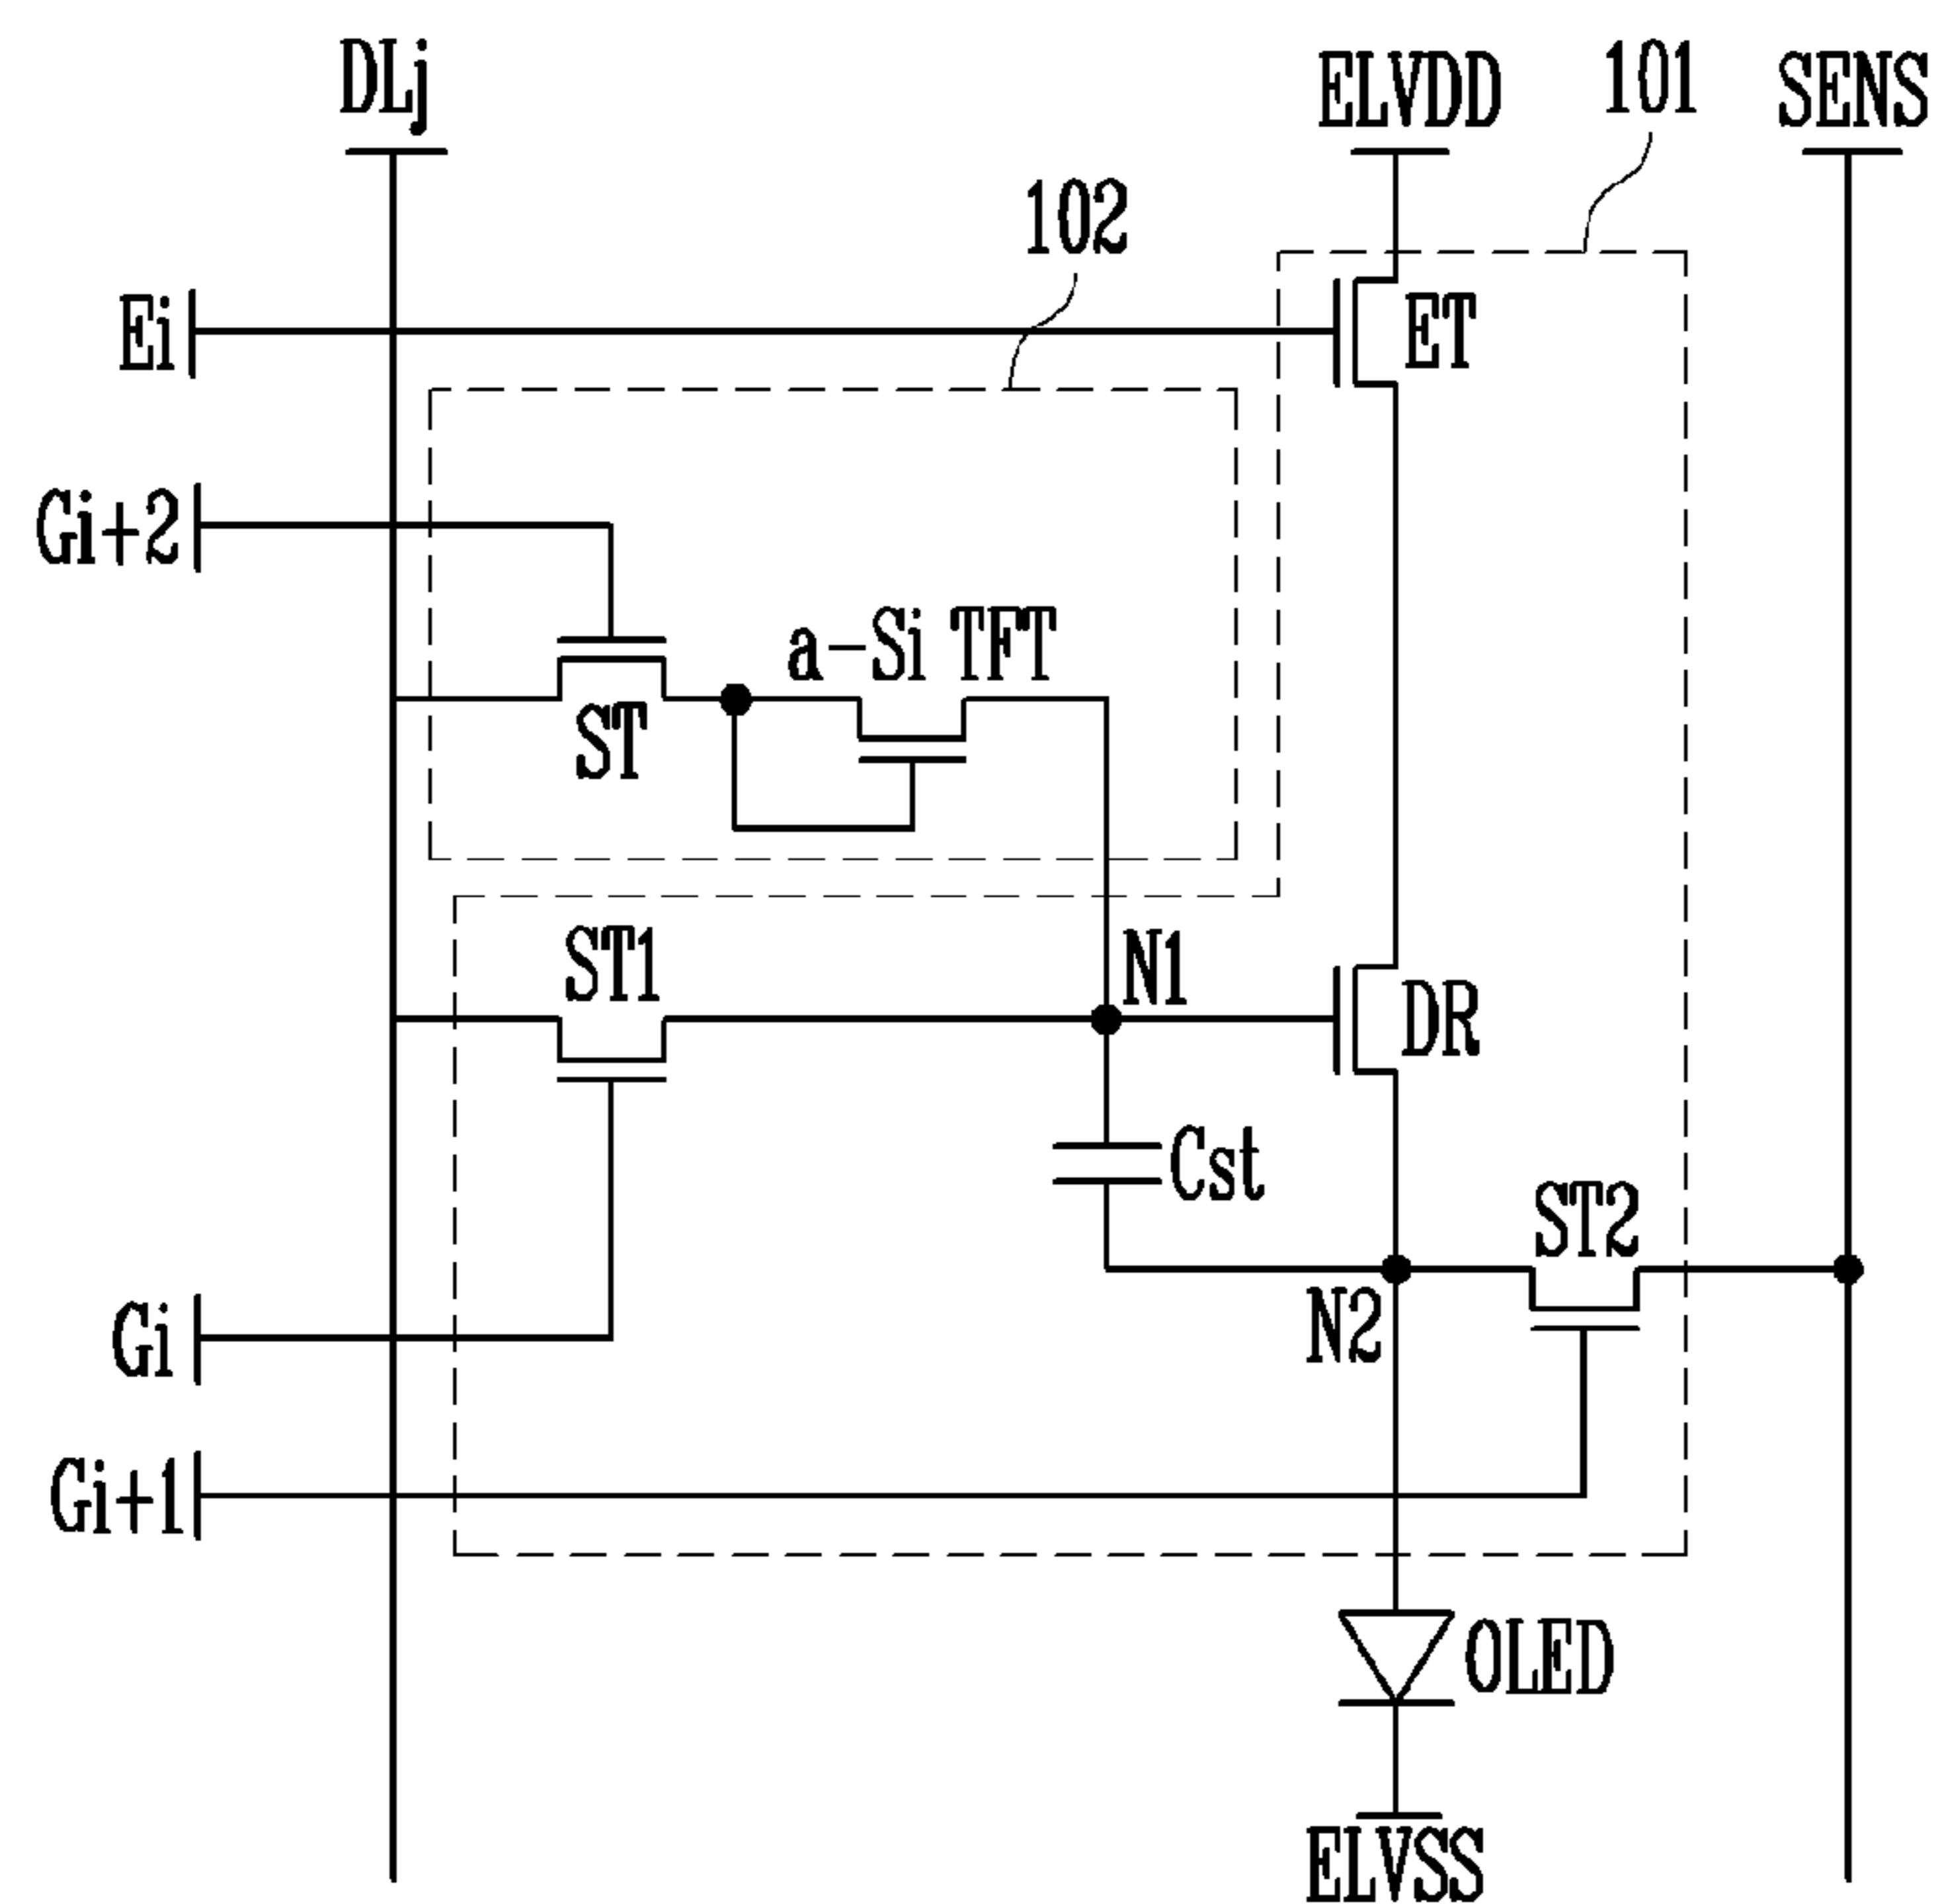 DLj
ELVDD
101
SENS
102
Ei
ET
Gi+2
a-Si TFT
ST
ST1
N1
DR
Cst
ST2
N2
Gi
Gi+1
OLED
ELVSS